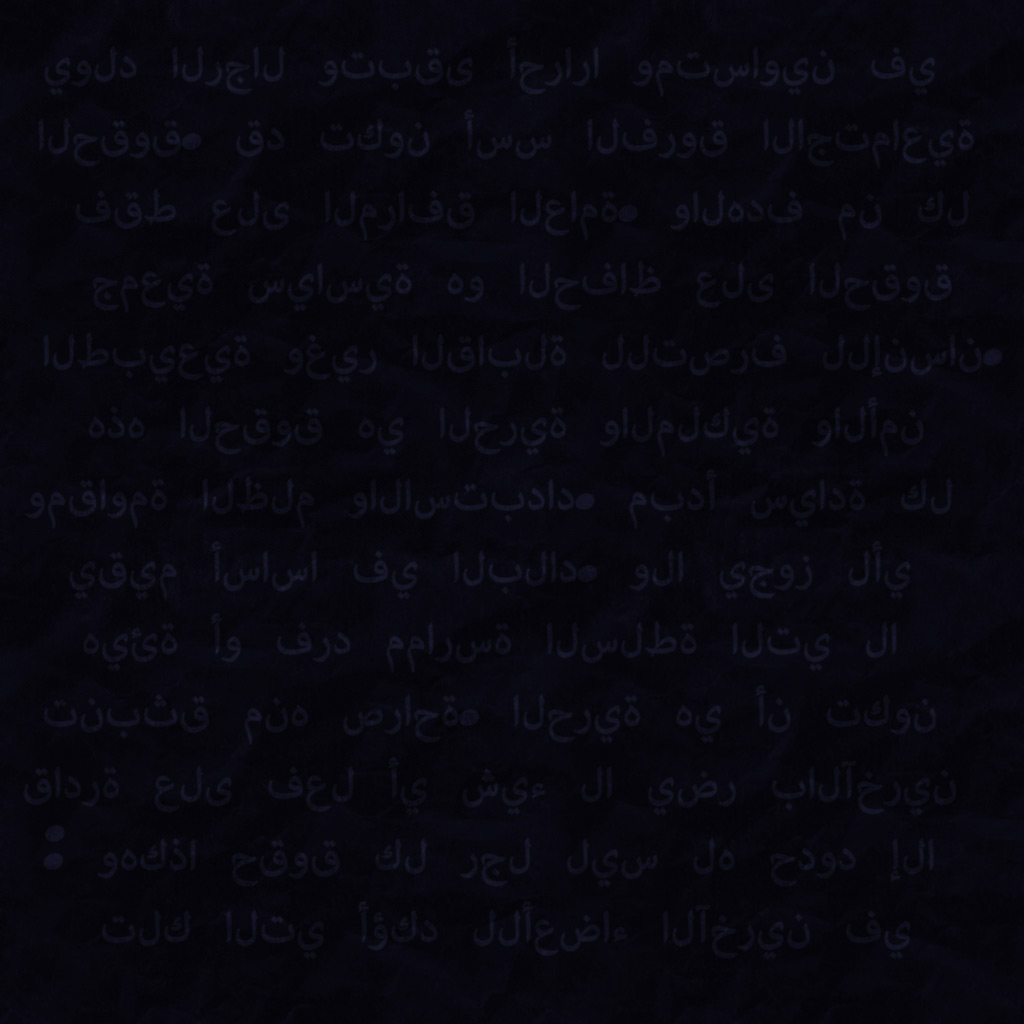 يولد الرجال وتبقى أحرارا ومتساوين في
الحقوق. قد تكون أسس الفروق الاجتماعية
فقط على المرافق العامة. والهدف من كل
جمعية سياسية هو الحفاظ على الحقوق
الطبيعية وغير القابلة للتصرف للإنسان.
هذه الحقوق هي الحرية والملكية والأمن
ومقاومة الظلم والاستبداد. مبدأ سيادة كل
يقيم أساسا في البلاد. ولا يجوز لأي
هيئة أو فرد ممارسة السلطة التي لا
تنبثق منه صراحة. الحرية هي أن تكون
قادرة على فعل أي شيء لا يضر بالآخرين
: وهكذا حقوق كل رجل ليس له حدود إلا
تلك التي أؤكد للأعضاء الآخرين في